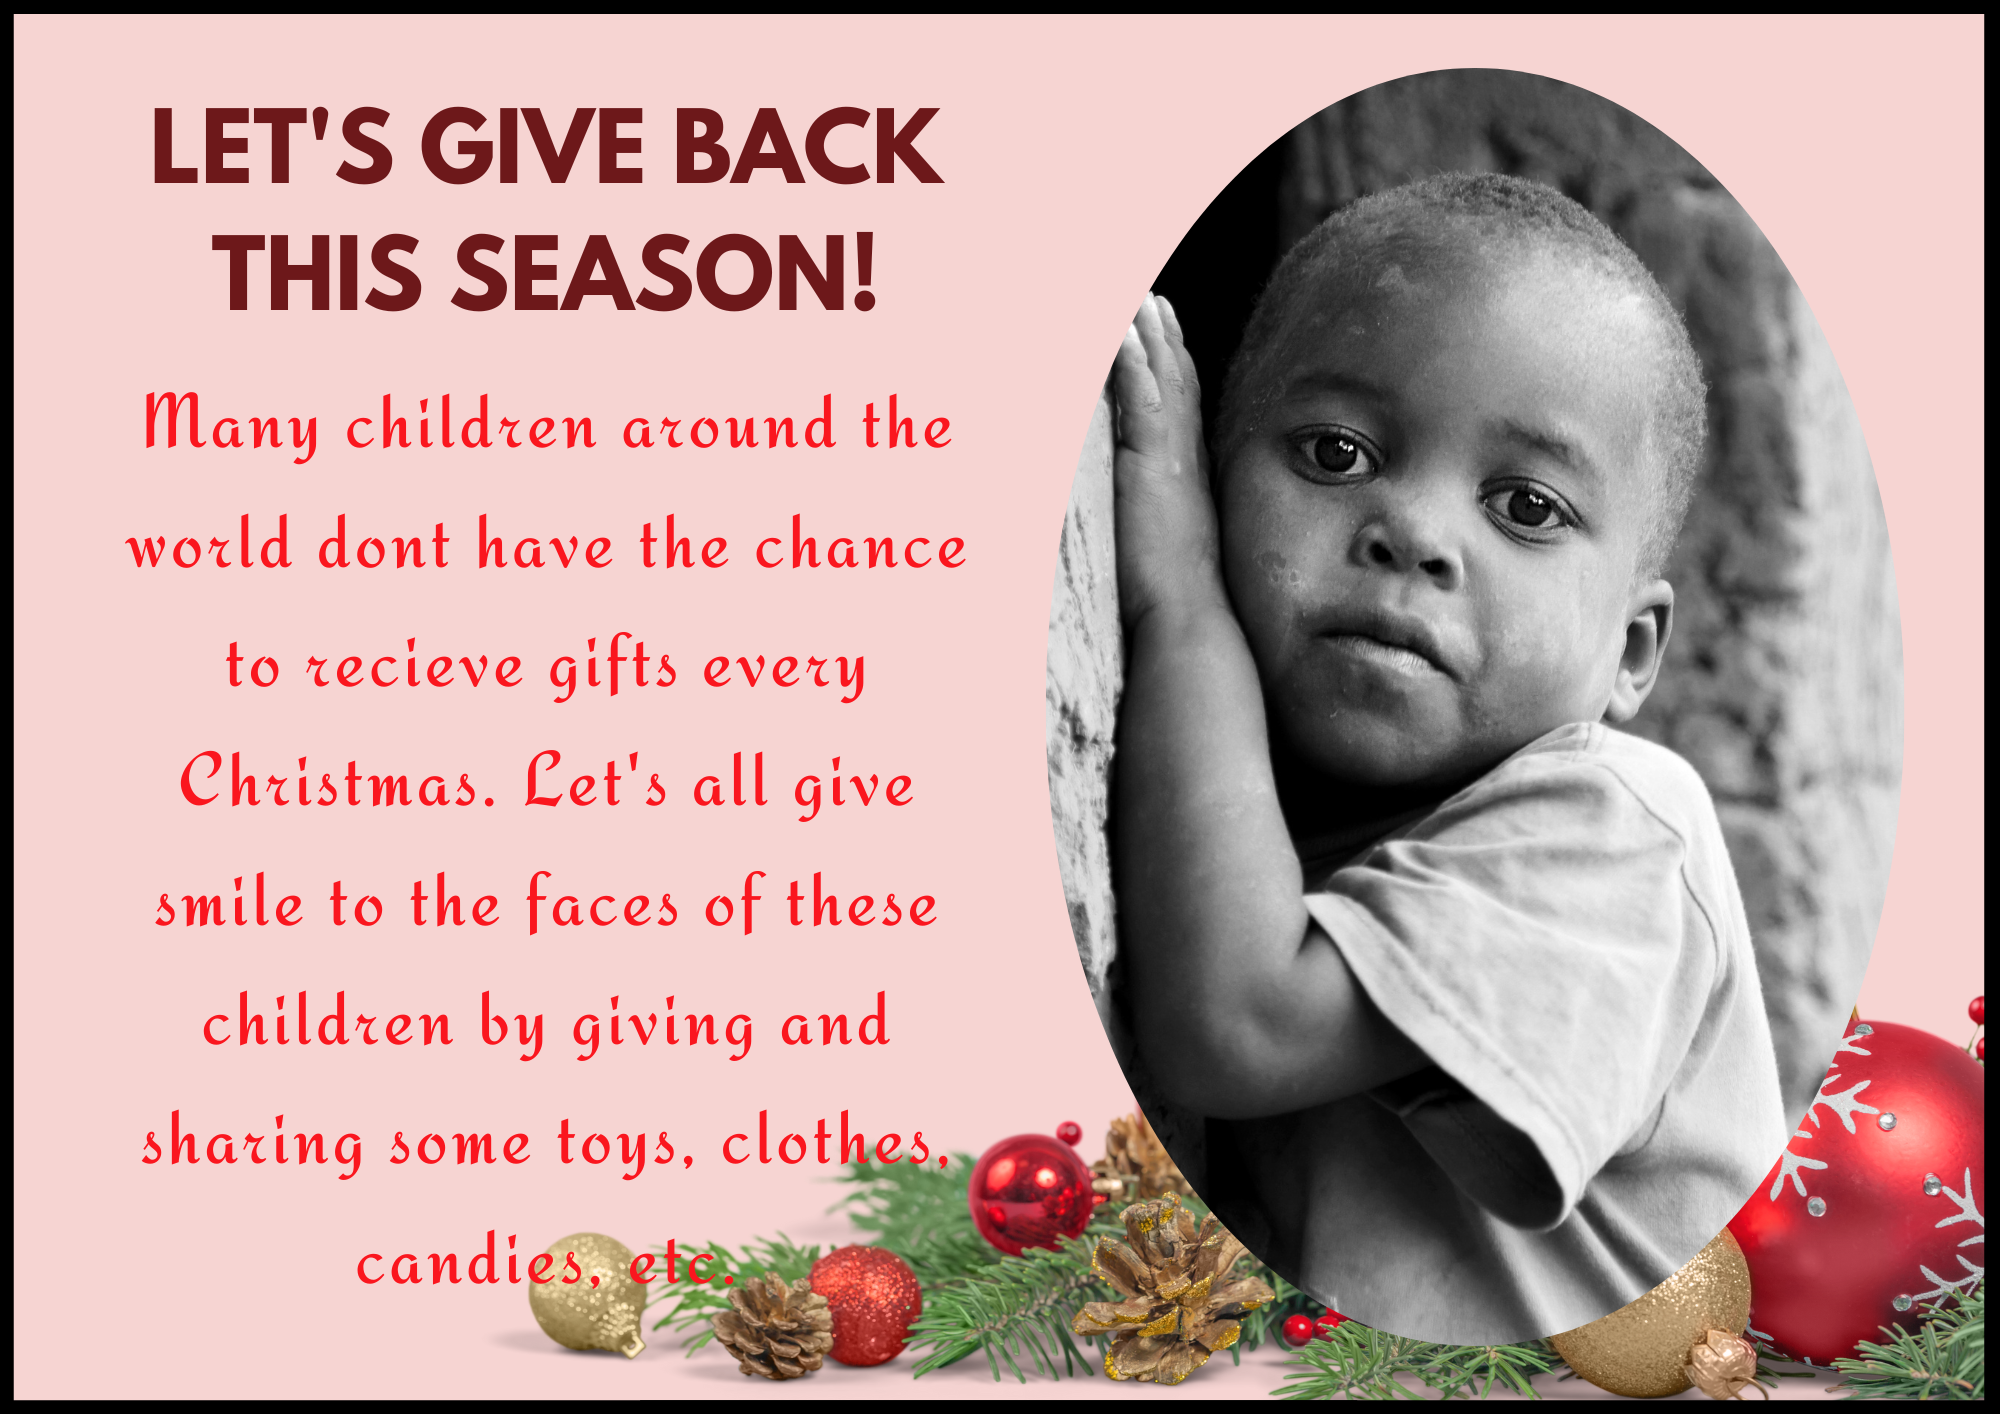 LET'S GIVE BACK
THIS SEASON!
Many children around the
world dont have the chance
to recieve gifts every
Christmas. Let's all give
smile to the faces of these
children by giving and
sharing some toys, clothes,
candies, etc.